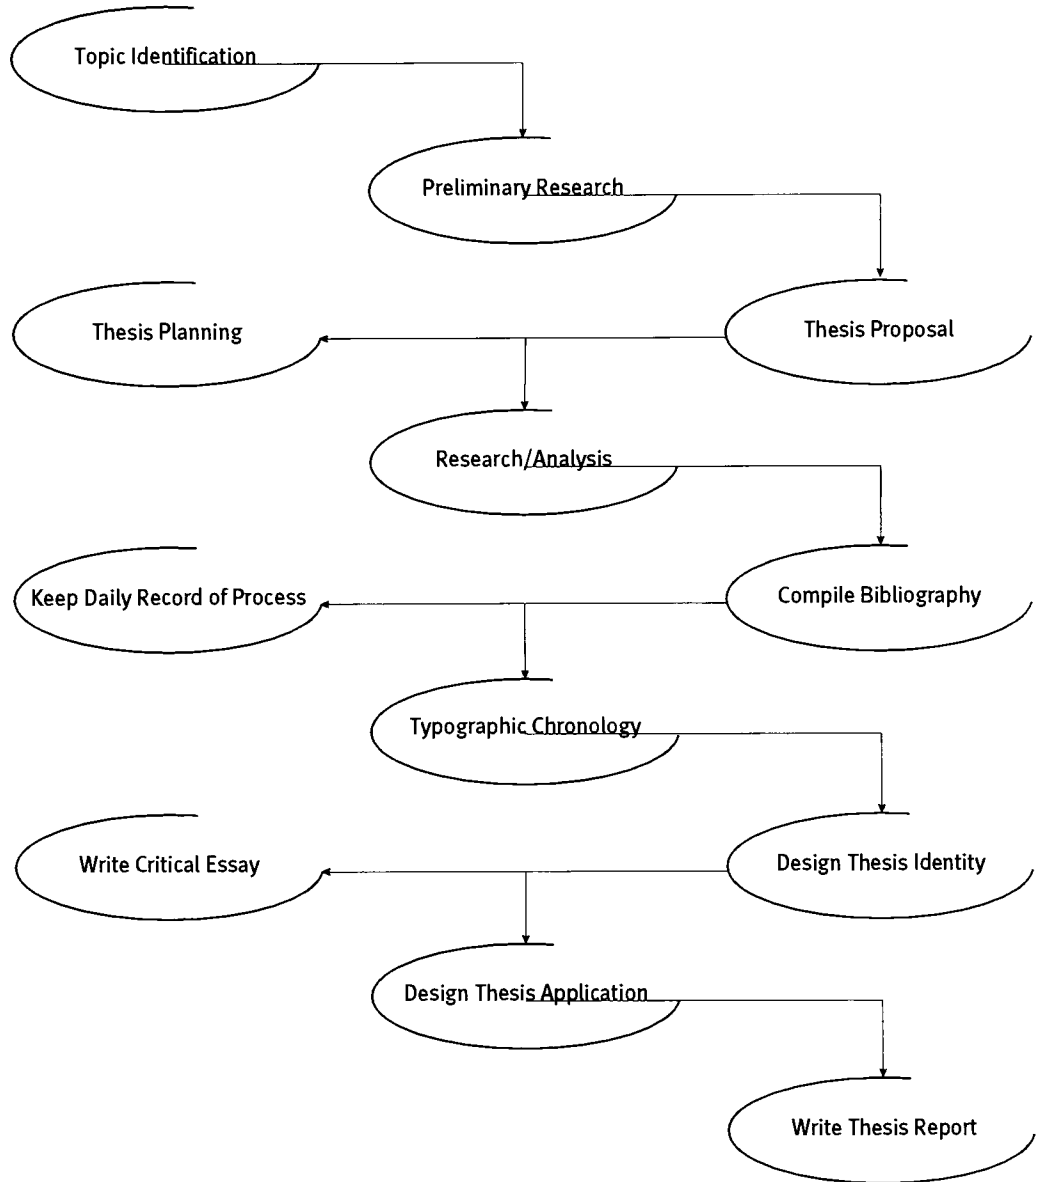 Topic Identification
Preliminary Research
Thesis Planning
Thesis Proposal
Research/Analysis
Keep Daily Record of Process
Compile Bibliography
Typographic Chronology
Write Critical Essay
Design Thesis Identity
Design Thesis Application
Write Thesis Report